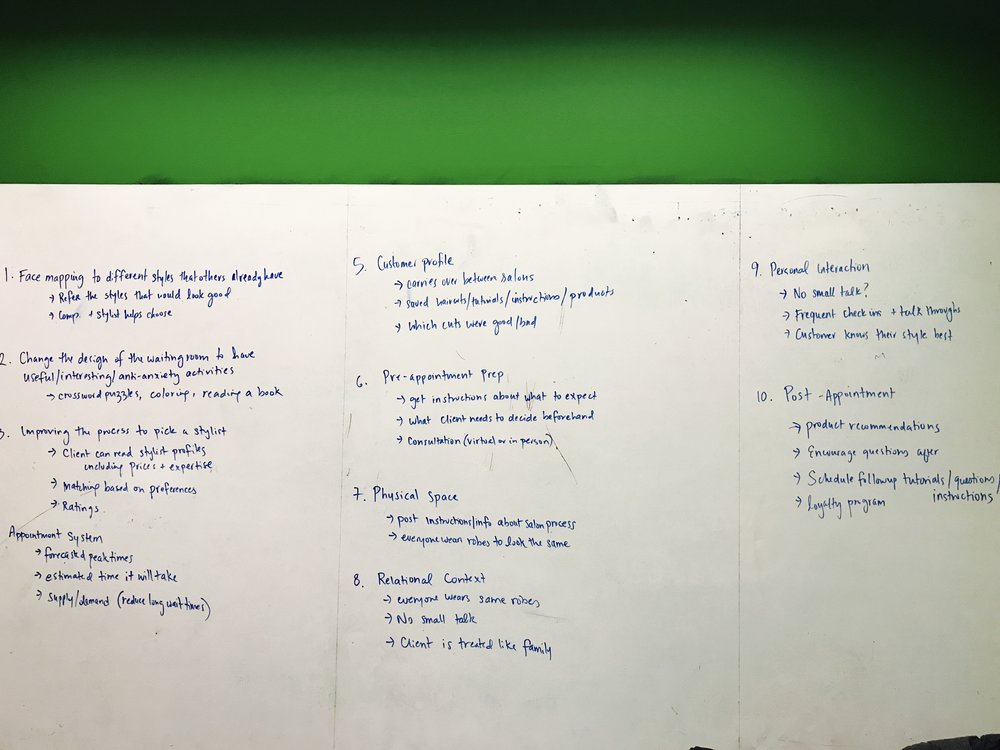 1. Face mapping to different styles that others already have
→ Refer the styles that would look good
→ Comp. + stylist helps choose
2. Change the design of the waiting room to have
useful/interesting/anti-anxiety activities
→ crossword puzzles, coloring, reading a book
3. Improving the process to pick a stylist
→ Client can read stylist profiles
including prices + expertise
→ Matching based on preferences
→ Ratings
Appointment System
→ forecasted peak times
→ estimated time it will take
→ supply/demand (reduce long wait times)
5. Customer profile
→ carries over between salons
→ saved haircuts/tutorials/instructions/products
→ which cuts were good/bad
6. Pre-appointment Prep
→ get instructions about what to expect
→ what client needs to decide beforehand
→ Consultation (virtual or in person)
7. Physical Space
→ post instructions/info about salon process
→ everyone wear robes to look the same
8. Relational Context
→ everyone wears same robes
→ No small talk
→ Client is treated like family
9. Personal Interaction
→ No small talk?
→ Frequent check ins + talk throughs
→ Customer knows their style best
10. Post-Appointment
→ product recommendations
→ Encourage questions after
→ Schedule followup tutorials/questions/
instructions
→ loyalty program